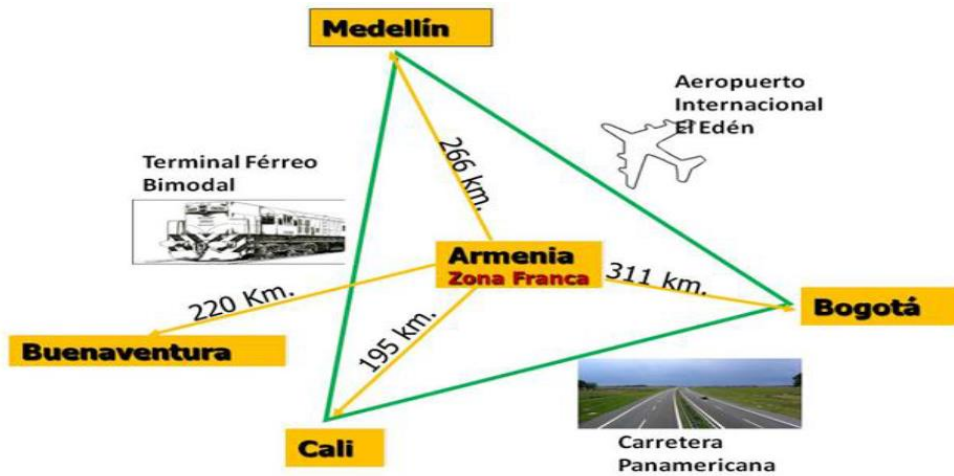 Medellín
Aeropuerto
Internacional
El Edén
266 km.
Terminal Férreo
Bimodal
Armenia
Zona Franca
311 km.
220 Km.
Bogotá
195 km.
Buenaventura
Cali
Carretera
Panamericana